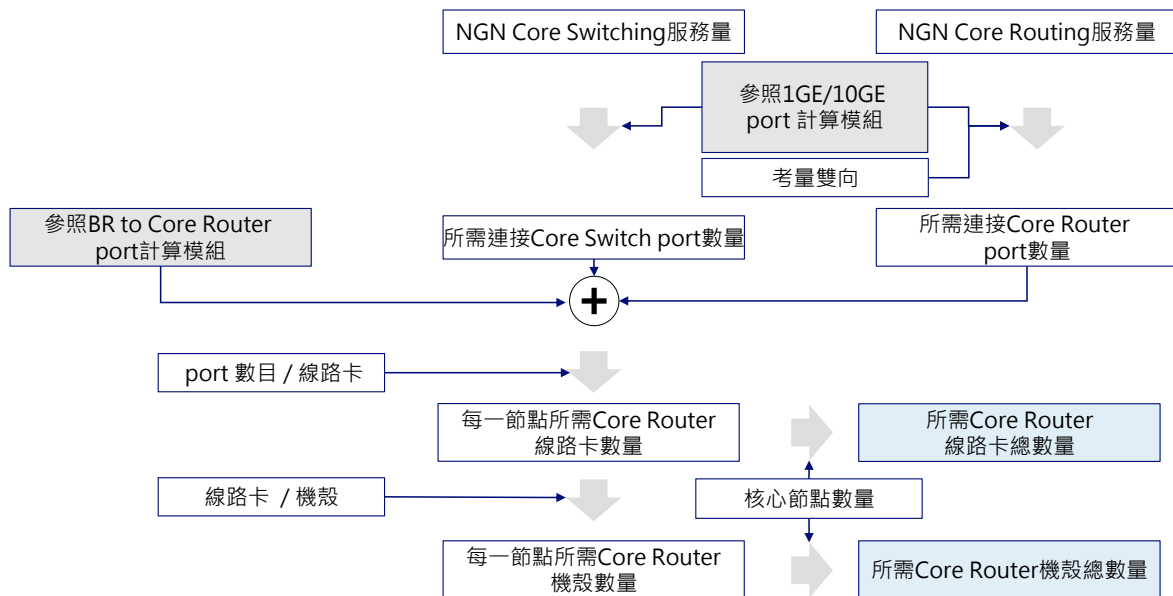 NGN Core Switching服務量
NGN Core Routing服務量
參照1GE/10GE
port 計算模組
考量雙向
參照BR to Core Router
port計算模組
所需連接Core Switch port數量
所需連接Core Router
port數量
+
port 數目 / 線路卡
每一節點所需Core Router
線路卡數量
所需Core Router
線路卡總數量
線路卡 / 機殼
核心節點數量
每一節點所需Core Router
機殼數量
所需Core Router機殼總數量